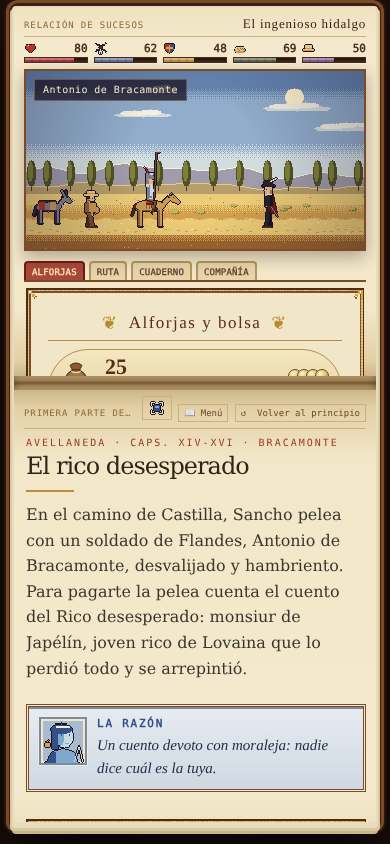 RELACIÓN DE SUCESOS
El ingenioso hidalgo
80
62
48
69
50
Antonio de Bracamonte
ALFORJAS
RUTA
CUADERNO
COMPAÑÍA
Alforjas y bolsa
25
PRIMERA PARTE DE…
Menú
Volver al principio
AVELLANEDA · CAPS. XIV-XVI · BRACAMONTE
El rico desesperado
En el camino de Castilla, Sancho pelea
con un soldado de Flandes, Antonio de
Bracamonte, desvalijado y hambriento.
Para pagarte la pelea cuenta el cuento
del Rico desesperado: monsiur de
Japélín, joven rico de Lovaina que lo
perdió todo y se arrepintió.
LA RAZÓN
Un cuento devoto con moraleja: nadie
dice cuál es la tuya.